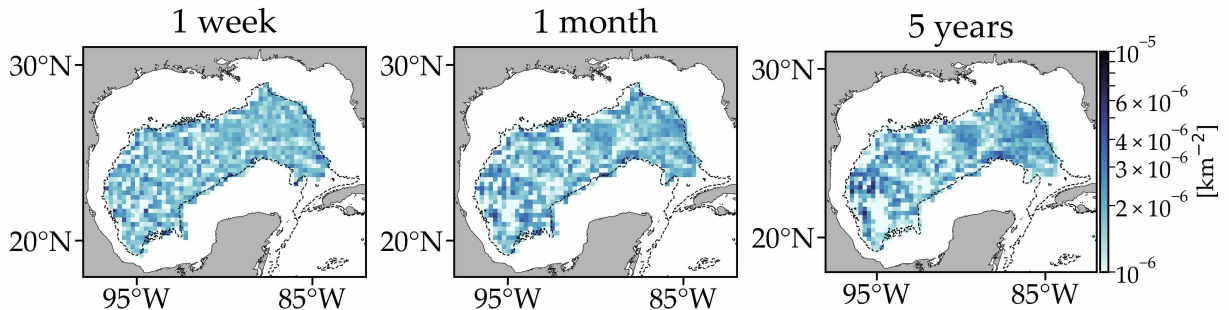 1 week
1 month
5 years
30°N
20°N
95°W
85°W
30°N
20°N
95°W
85°W
30°N
20°N
95°W
85°W
10⁻⁵
6 × 10⁻⁶
4 × 10⁻⁶
3 × 10⁻⁶
2 × 10⁻⁶
10⁻⁶
[km⁻²]